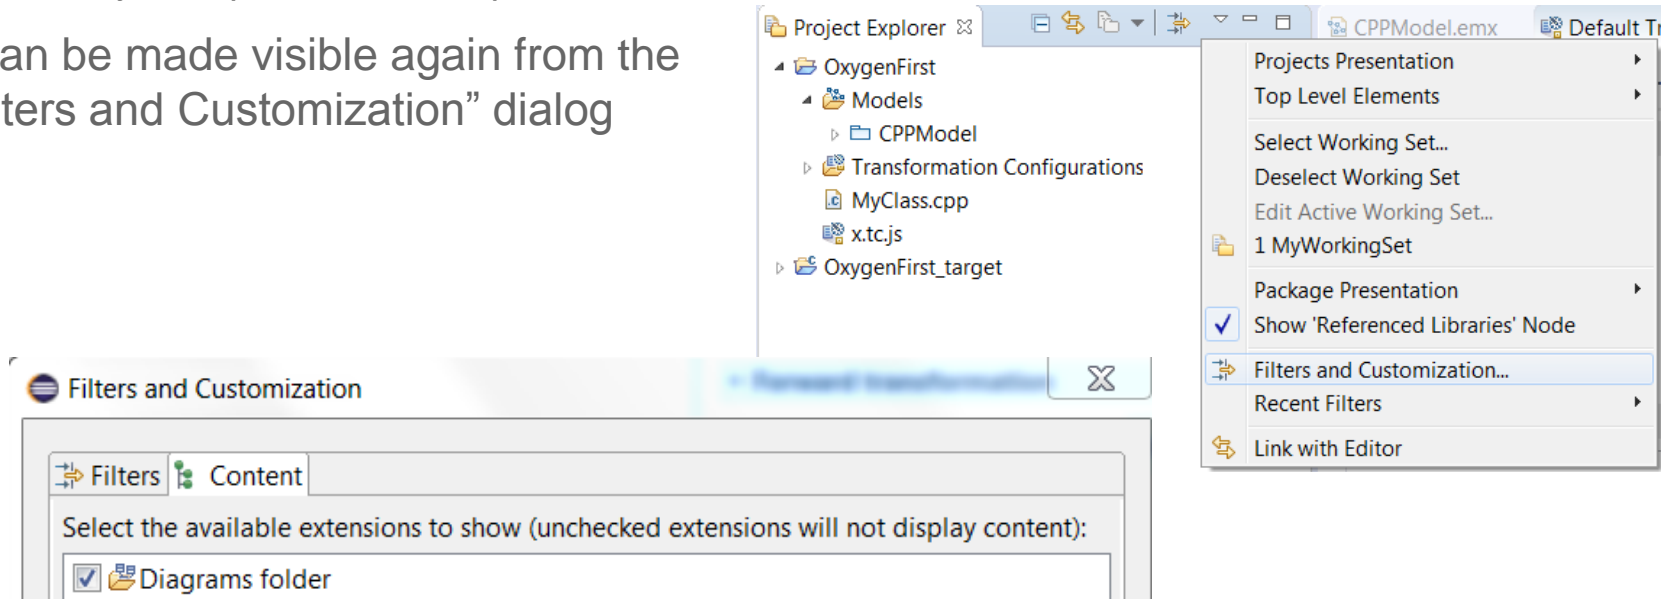 an be made visible again from the
ters and Customization” dialog
Project Explorer
CPPModel.emx
Default Tr
OxygenFirst
Models
CPPModel
Transformation Configurations
MyClass.cpp
x.tc.js
OxygenFirst_target
Projects Presentation
Top Level Elements
Select Working Set...
Deselect Working Set
Edit Active Working Set...
1 MyWorkingSet
Package Presentation
Show 'Referenced Libraries' Node
Filters and Customization...
Recent Filters
Link with Editor
Filters and Customization
Forward transformation
Filters
Content
Select the available extensions to show (unchecked extensions will not display content):
Diagrams folder